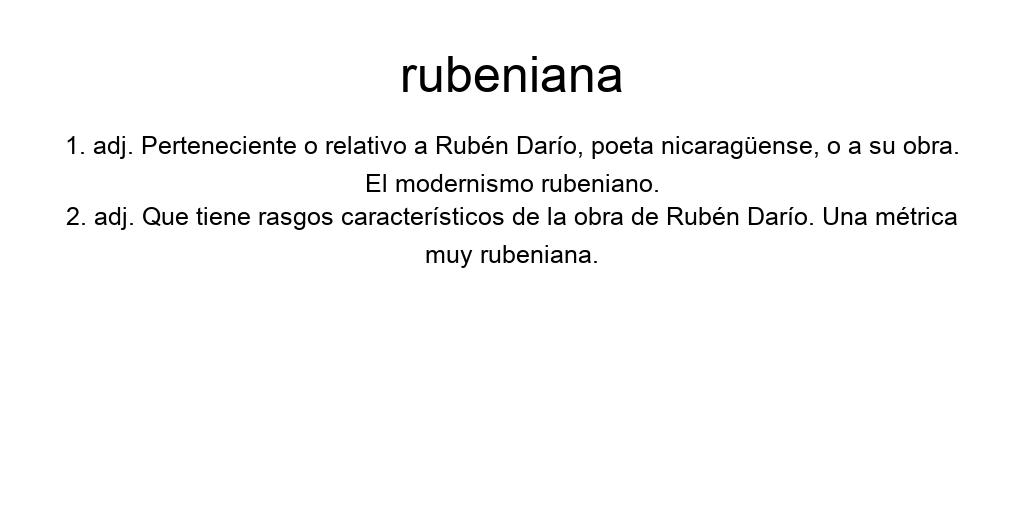 rubeniana
1. adj. Perteneciente o relativo a Rubén Darío, poeta nicaragüense, o a su obra.
El modernismo rubeniano.
2. adj. Que tiene rasgos característicos de la obra de Rubén Darío. Una métrica
muy rubeniana.